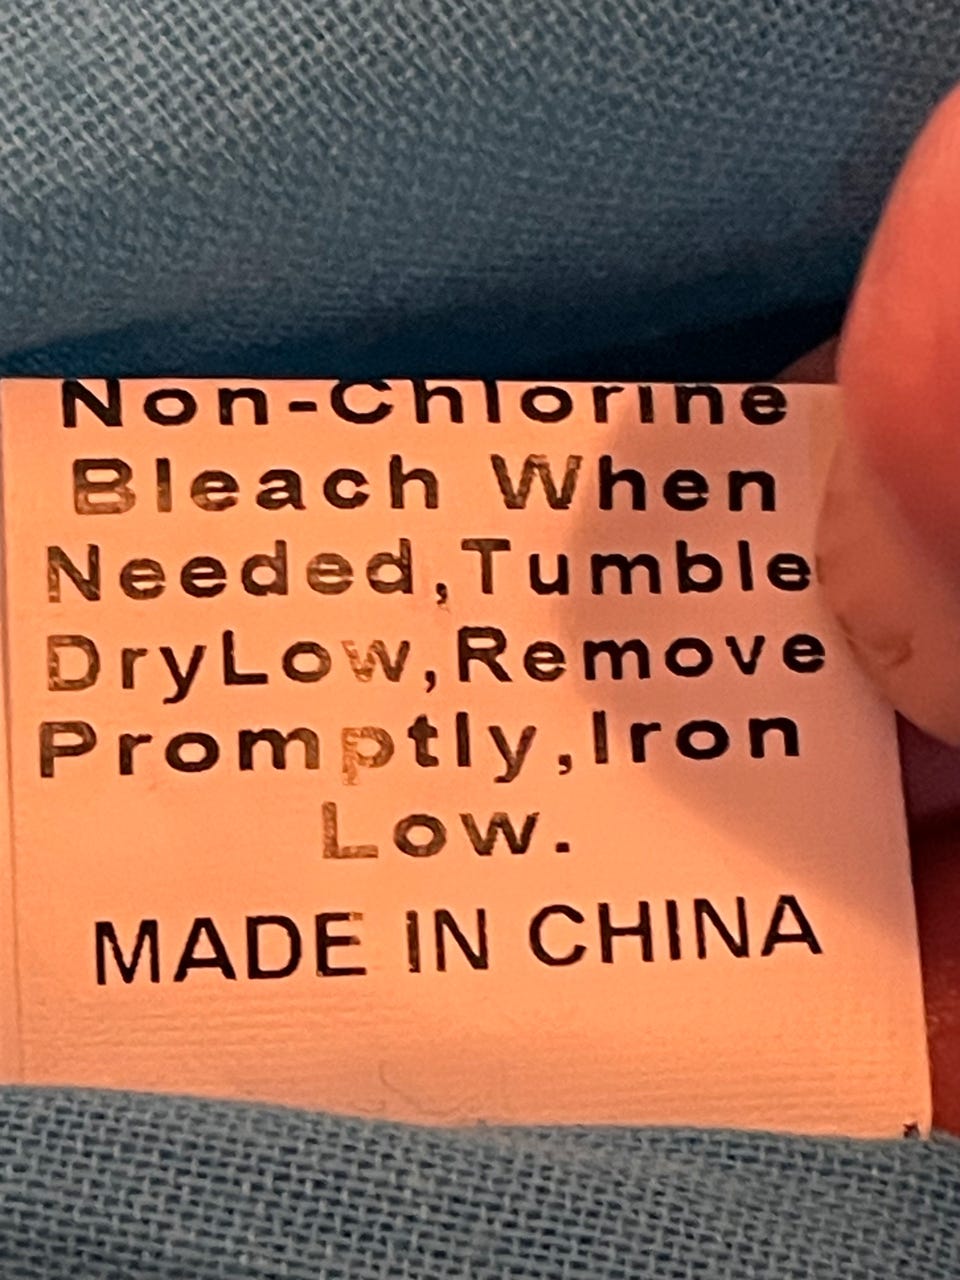 Non-Chlorine
Bleach When
Needed,Tumble
DryLow,Remove
Promptly,Iron
Low.
MADE IN CHINA